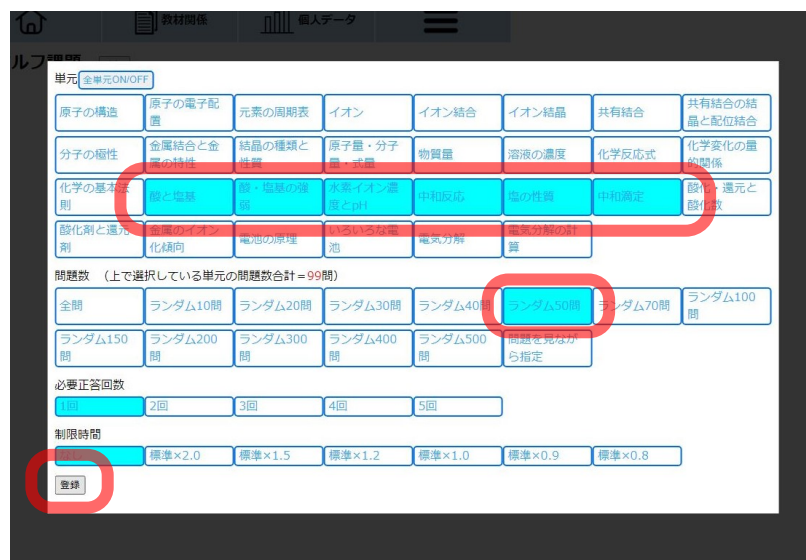 教材関係 個人データ
ルフ課題
単元 全単元ON/OFF
原子の構造 原子の電子配置 元素の周期表 イオン イオン結合 イオン結晶 共有結合 共有結合の結晶と配位結合
分子の極性 金属結合と金属の特性 結晶の種類と性質 原子量・分子量・式量 物質量 溶液の濃度 化学反応式 化学変化の量的関係
化学の基本法則 酸と塩基 酸・塩基の強弱 水素イオン濃度とpH 中和反応 塩の性質 中和滴定 酸化・還元と酸化数
酸化剤と還元剤 金属のイオン化傾向 電池の原理 いろいろな電池 電気分解 電気分解の計算
問題数 (上で選択している単元の問題数合計=99問)
全問 ランダム10問 ランダム20問 ランダム30問 ランダム40問 ランダム50問 ランダム70問 ランダム100問
ランダム150問 ランダム200問 ランダム300問 ランダム400問 ランダム500問 問題を見ながら指定
必要正答回数
1回 2回 3回 4回 5回
制限時間
なし 標準×2.0 標準×1.5 標準×1.2 標準×1.0 標準×0.9 標準×0.8
登録